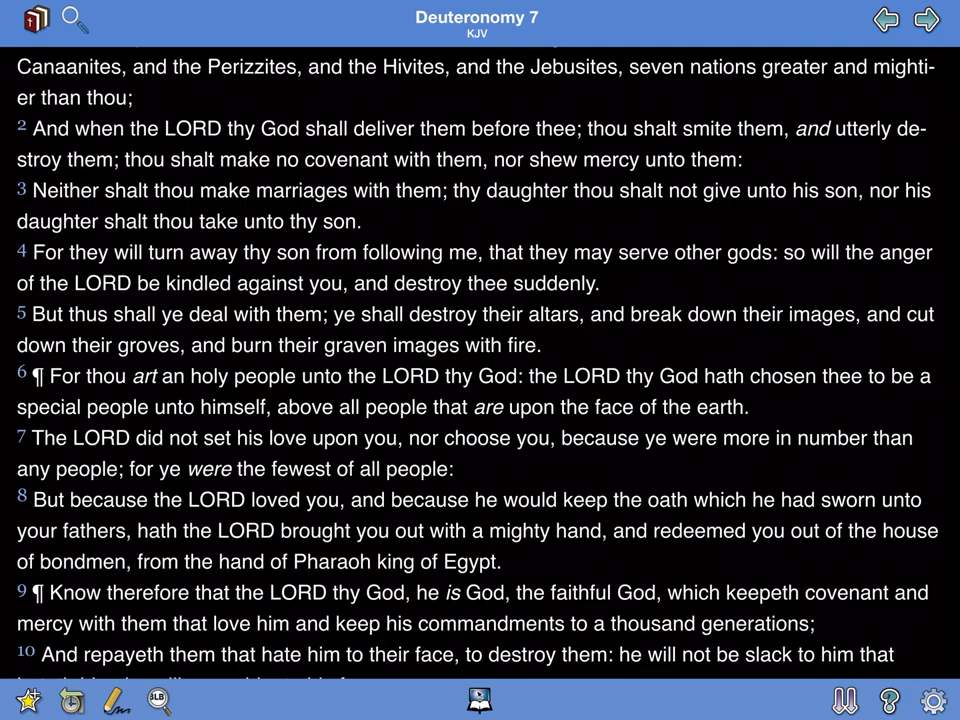 Deuteronomy 7
KJV
Canaanites, and the Perizzites, and the Hivites, and the Jebusites, seven nations greater and mighti-
er than thou;
2 And when the LORD thy God shall deliver them before thee; thou shalt smite them, and utterly de-
stroy them; thou shalt make no covenant with them, nor shew mercy unto them:
3 Neither shalt thou make marriages with them; thy daughter thou shalt not give unto his son, nor his
daughter shalt thou take unto thy son.
4 For they will turn away thy son from following me, that they may serve other gods: so will the anger
of the LORD be kindled against you, and destroy thee suddenly.
5 But thus shall ye deal with them; ye shall destroy their altars, and break down their images, and cut
down their groves, and burn their graven images with fire.
6 ¶ For thou art an holy people unto the LORD thy God: the LORD thy God hath chosen thee to be a
special people unto himself, above all people that are upon the face of the earth.
7 The LORD did not set his love upon you, nor choose you, because ye were more in number than
any people; for ye were the fewest of all people:
8 But because the LORD loved you, and because he would keep the oath which he had sworn unto
your fathers, hath the LORD brought you out with a mighty hand, and redeemed you out of the house
of bondmen, from the hand of Pharaoh king of Egypt.
9 ¶ Know therefore that the LORD thy God, he is God, the faithful God, which keepeth covenant and
mercy with them that love him and keep his commandments to a thousand generations;
10 And repayeth them that hate him to their face, to destroy them: he will not be slack to him that
BLB